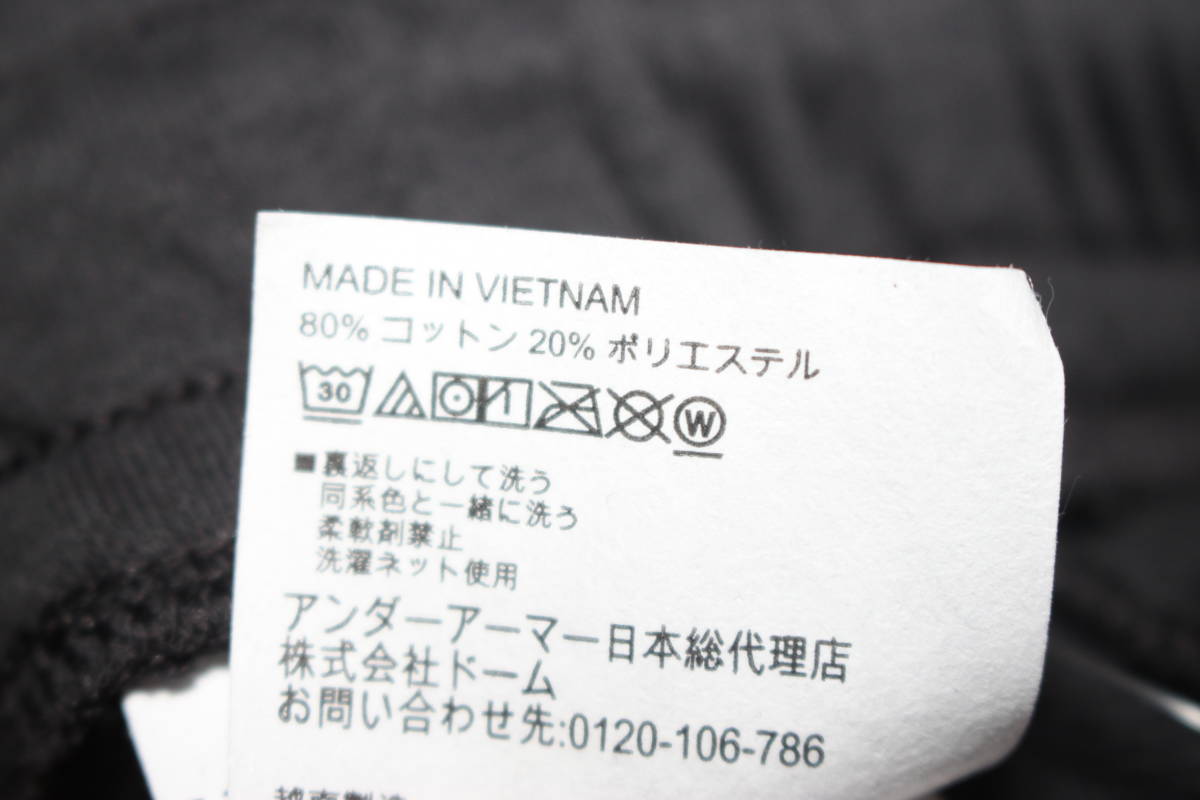 MADE IN VIETNAM
80% コットン 20% ポリエステル
30 W
■裏返しにして洗う
同系色と一緒に洗う
柔軟剤禁止
洗濯ネット使用
アンダーアーマー日本総代理店
株式会社ドーム
お問い合わせ先:0120-106-786